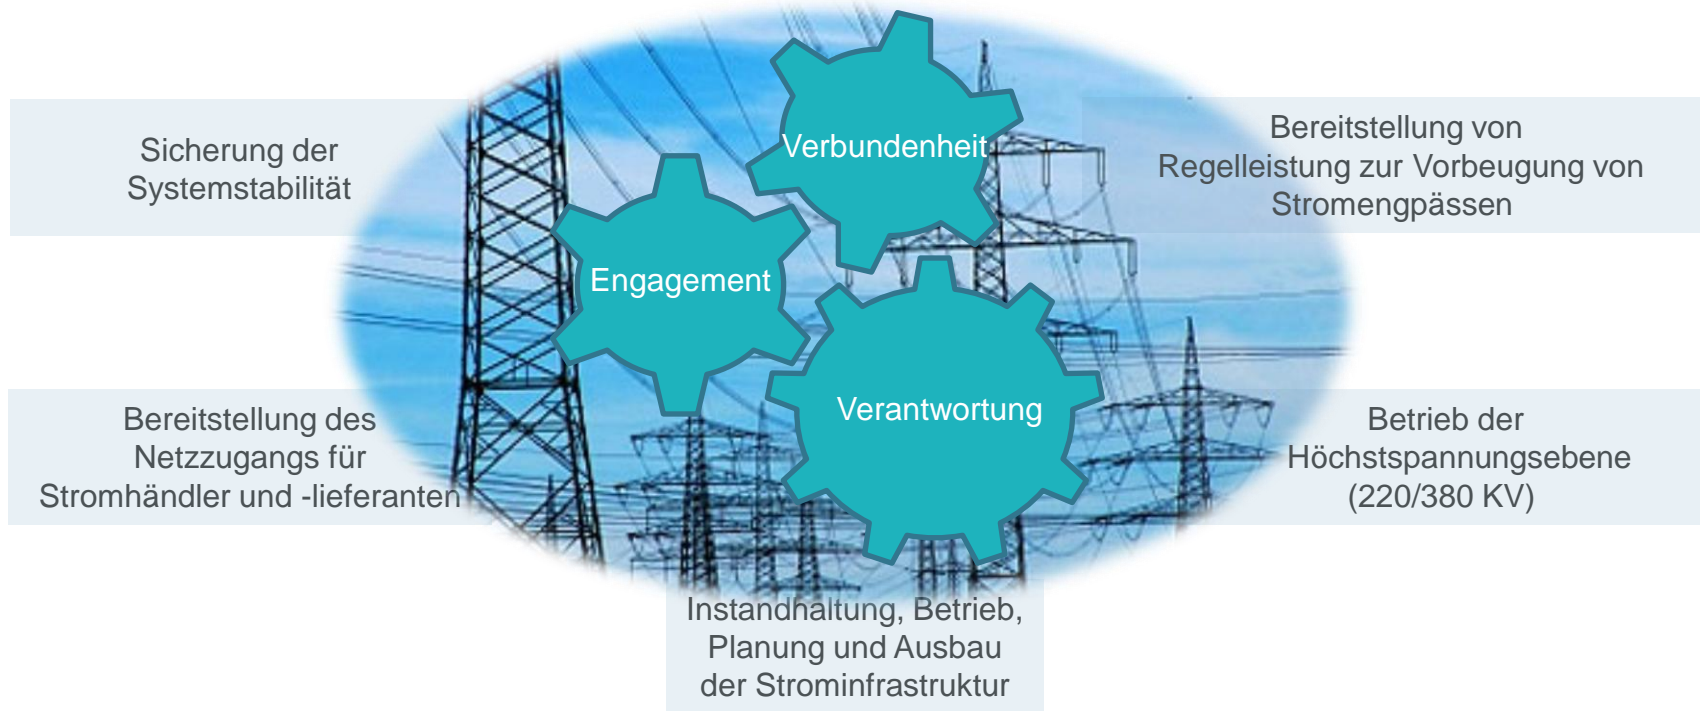 Verbundenheit
Engagement
Verantwortung
Sicherung der
Systemstabilität
Bereitstellung von
Regelleistung zur Vorbeugung von
Stromengpässen
Bereitstellung des
Netzzugangs für
Stromhändler und -lieferanten
Betrieb der
Höchstspannungsebene
(220/380 KV)
Instandhaltung, Betrieb,
Planung und Ausbau
der Strominfrastruktur